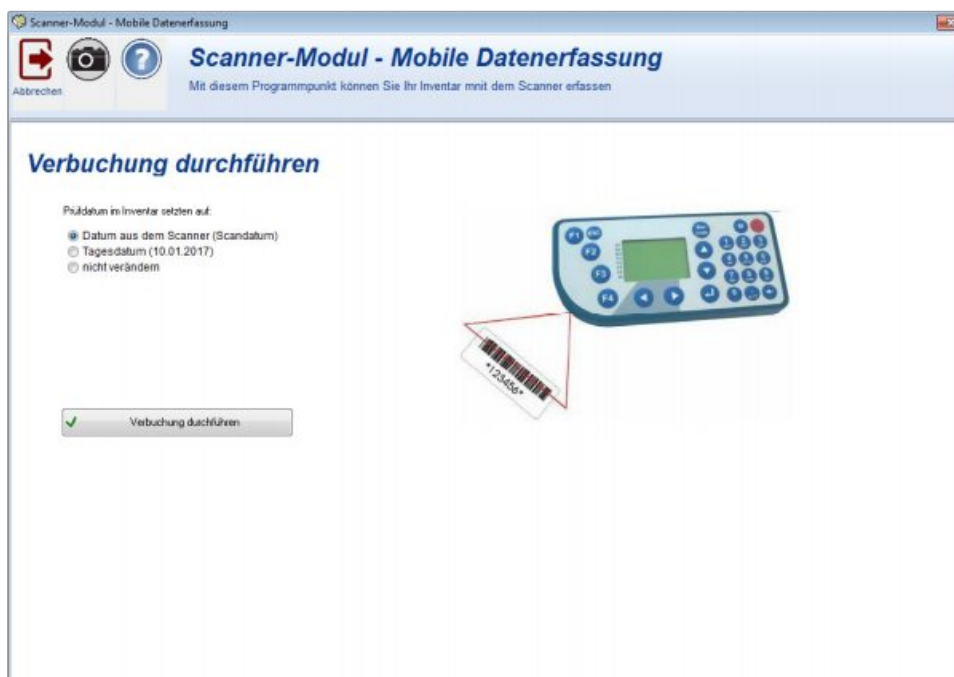 Scanner-Modul - Mobile Datenerfassung
Abbrechen
Scanner-Modul - Mobile Datenerfassung
Mit diesem Programmpunkt können Sie Ihr Inventar mnit dem Scanner erfassen
Verbuchung durchführen
Prüfdatum im Inventar setzten auf:
Datum aus dem Scanner (Scandatum)
Tagesdatum (10.01.2017)
nicht verändern
Verbuchung durchführen
F1
F2
F3
F4
*123456*